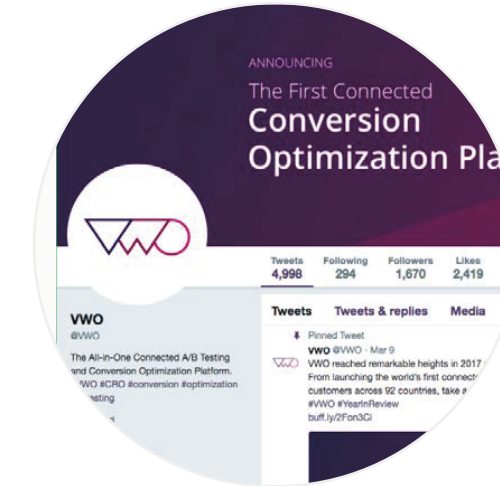 ANNOUNCING
The First Connected
Conversion
Optimization
VWO
Tweets Following Followers Likes
4,998 294 1,670 2,419
VWO
@VWO
The All-in-One Connected A/B Testing
and Conversion Optimization Platform.
#CRO #conversion #optimization
Tweets Tweets & replies Media
Pinned Tweet
VWO @VWO · Mar 9
VWO VWO reached remarkable heights in 2017
From launching the world's first
customers across 92 countries, take
#VWO #YearInReview
buff.ly/2Fon3Gi